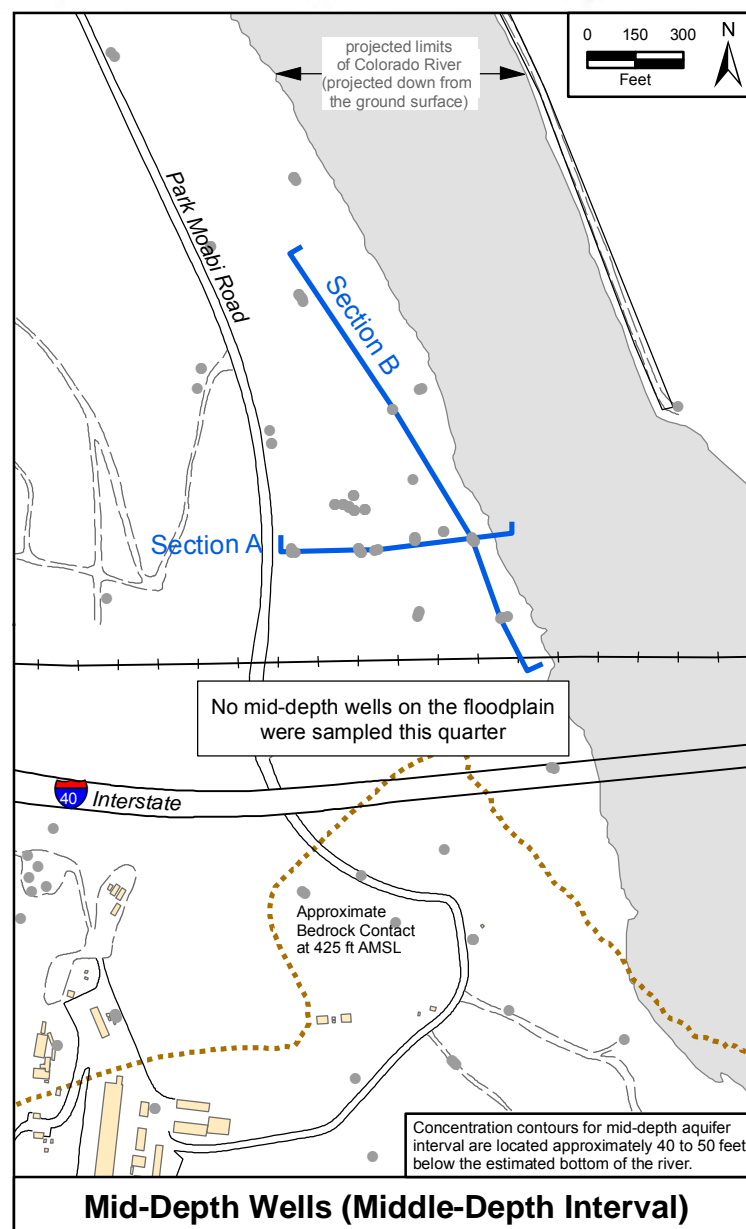 projected limits
of Colorado River
(projected down from
the ground surface)
0 150 300
Feet
N
Park Moabi Road
Section B
Section A
No mid-depth wells on the floodplain
were sampled this quarter
40
Interstate
Approximate
Bedrock Contact
at 425 ft AMSL
Concentration contours for mid-depth aquifer
interval are located approximately 40 to 50 feet
below the estimated bottom of the river.
Mid-Depth Wells (Middle-Depth Interval)